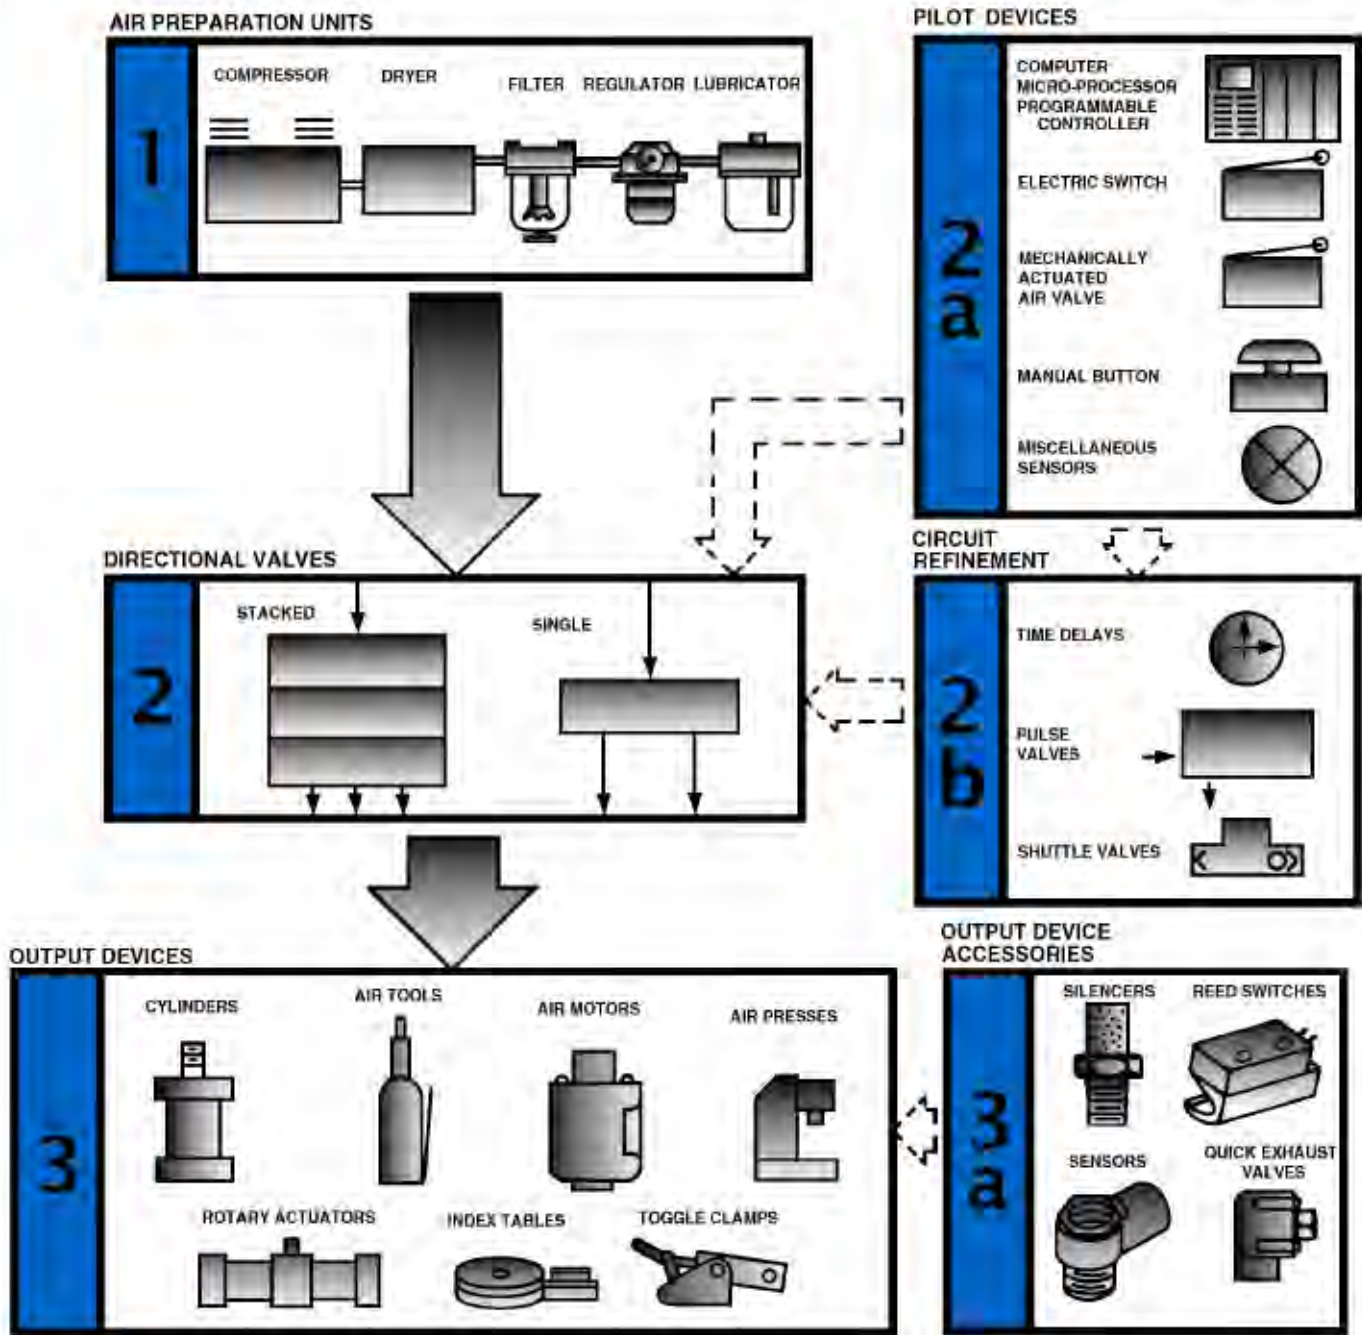 AIR PREPARATION UNITS
1
COMPRESSOR
DRYER
FILTER
REGULATOR
LUBRICATOR
PILOT DEVICES
2
a
COMPUTER
MICRO-PROCESSOR
PROGRAMMABLE
CONTROLLER
ELECTRIC SWITCH
MECHANICALLY
ACTUATED
AIR VALVE
MANUAL BUTTON
MISCELLANEOUS
SENSORS
DIRECTIONAL VALVES
2
STACKED
SINGLE
CIRCUIT
REFINEMENT
2
b
TIME DELAYS
PULSE
VALVES
SHUTTLE VALVES
OUTPUT DEVICES
3
CYLINDERS
AIR TOOLS
AIR MOTORS
AIR PRESSES
ROTARY ACTUATORS
INDEX TABLES
TOGGLE CLAMPS
OUTPUT DEVICE
ACCESSORIES
3
a
SILENCERS
REED SWITCHES
SENSORS
QUICK EXHAUST
VALVES